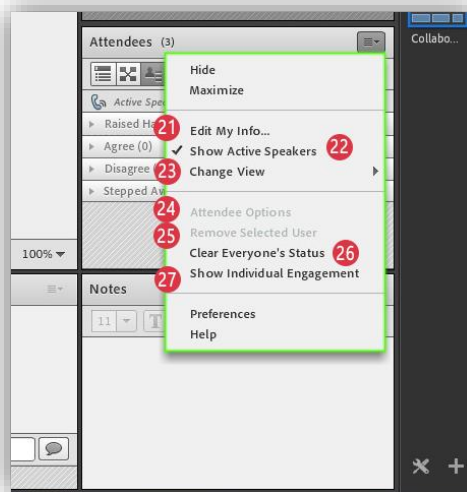 Attendees (3)
Collabo...
Hide
Maximize
Active Spe
Raised Ha
21 Edit My Info...
Agree (0)
Show Active Speakers 22
Disagree
23 Change View
Stepped Aw
24 Attendee Options
25 Remove Selected User
100%
Clear Everyone's Status 26
27 Show Individual Engagement
Notes
Preferences
11 T
Help